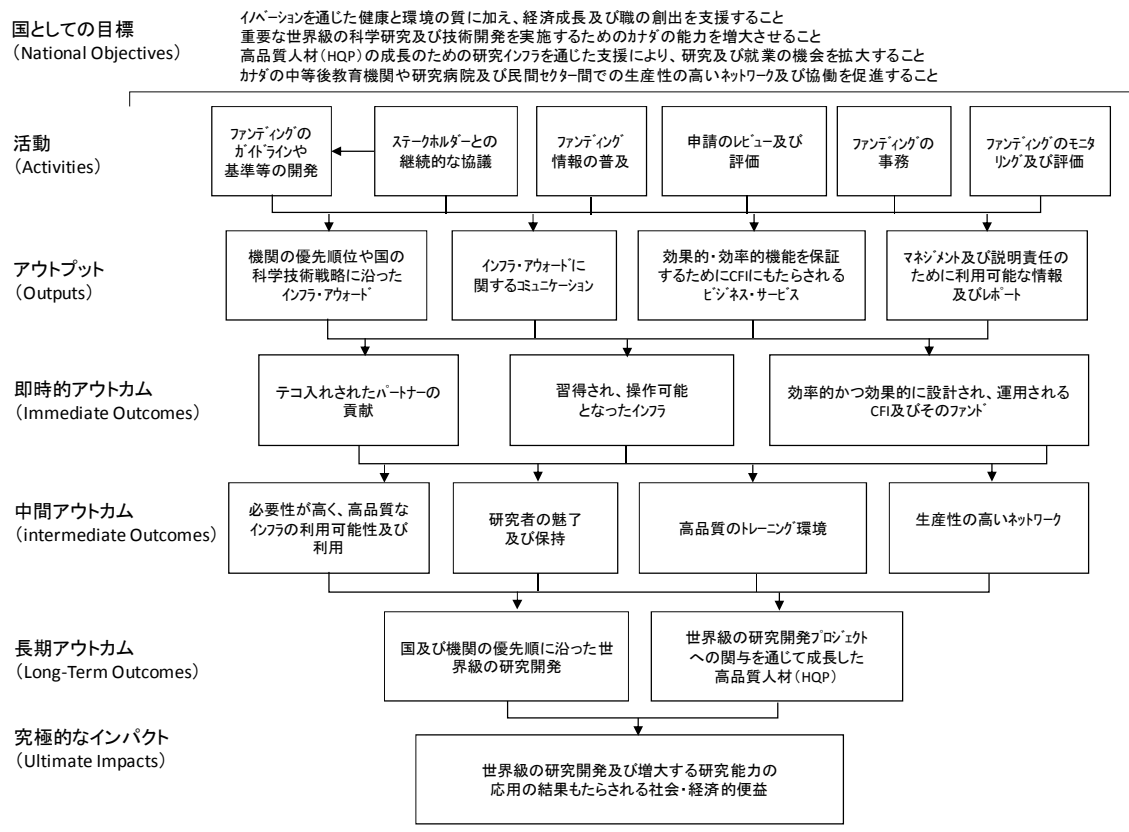 国としての目標
(National Objectives)
ｲﾉﾍﾞｰｼｮﾝを通じた健康と環境の質に加え、経済成長及び職の創出を支援すること
重要な世界級の科学研究及び技術開発を実施するためのｶﾅﾀﾞの能力を増大させること
高品質人材(HQP)の成長のための研究ｲﾝﾌﾗを通じた支援により、研究及び就業の機会を拡大すること
ｶﾅﾀﾞの中等後教育機関や研究病院及び民間ｾｸﾀｰ間での生産性の高いﾈｯﾄﾜｰｸ及び協働を促進すること
活動
(Activities)
ﾌｧﾝﾃﾞｨﾝｸﾞの
ｶﾞｲﾄﾞﾗｲﾝや
基準等の開発
ｽﾃｰｸﾎﾙﾀﾞｰとの
継続的な協議
ﾌｧﾝﾃﾞｨﾝｸﾞ
情報の普及
申請のﾚﾋﾞｭｰ及び
評価
ﾌｧﾝﾃﾞｨﾝｸﾞの
事務
ﾌｧﾝﾃﾞｨﾝｸﾞのﾓﾆﾀ
ﾘﾝｸﾞ及び評価
アウトプット
(Outputs)
機関の優先順位や国の
科学技術戦略に沿った
ｲﾝﾌﾗ･ｱｳｫｰﾄﾞ
ｲﾝﾌﾗ･ｱｳｫｰﾄﾞに
関するｺﾐｭﾆｹｰｼｮﾝ
効果的･効率的機能を保証
するためにCFIにもたらされる
ﾋﾞｼﾞﾈｽ･ｻｰﾋﾞｽ
ﾏﾈｼﾞﾒﾝﾄ及び説明責任の
ために利用可能な情報
及びﾚﾎﾟｰﾄ
即時的アウトカム
(Immediate Outcomes)
テコ入れされたﾊﾟｰﾄﾅｰの
貢献
習得され、操作可能
となったｲﾝﾌﾗ
効率的かつ効果的に設計され、運用される
CFI及びそのﾌｧﾝﾄﾞ
中間アウトカム
(intermediate Outcomes)
必要性が高く、高品質な
ｲﾝﾌﾗの利用可能性及び
利用
研究者の魅了
及び保持
高品質のﾄﾚｰﾆﾝｸﾞ環境
生産性の高いﾈｯﾄﾜｰｸ
長期アウトカム
(Long-Term Outcomes)
国及び機関の優先順に沿った世
界級の研究開発
世界級の研究開発ﾌﾟﾛｼﾞｪｸﾄ
への関与を通じて成長した
高品質人材(HQP)
究極的なインパクト
(Ultimate Impacts)
世界級の研究開発及び増大する研究能力の
応用の結果もたらされる社会･経済的便益